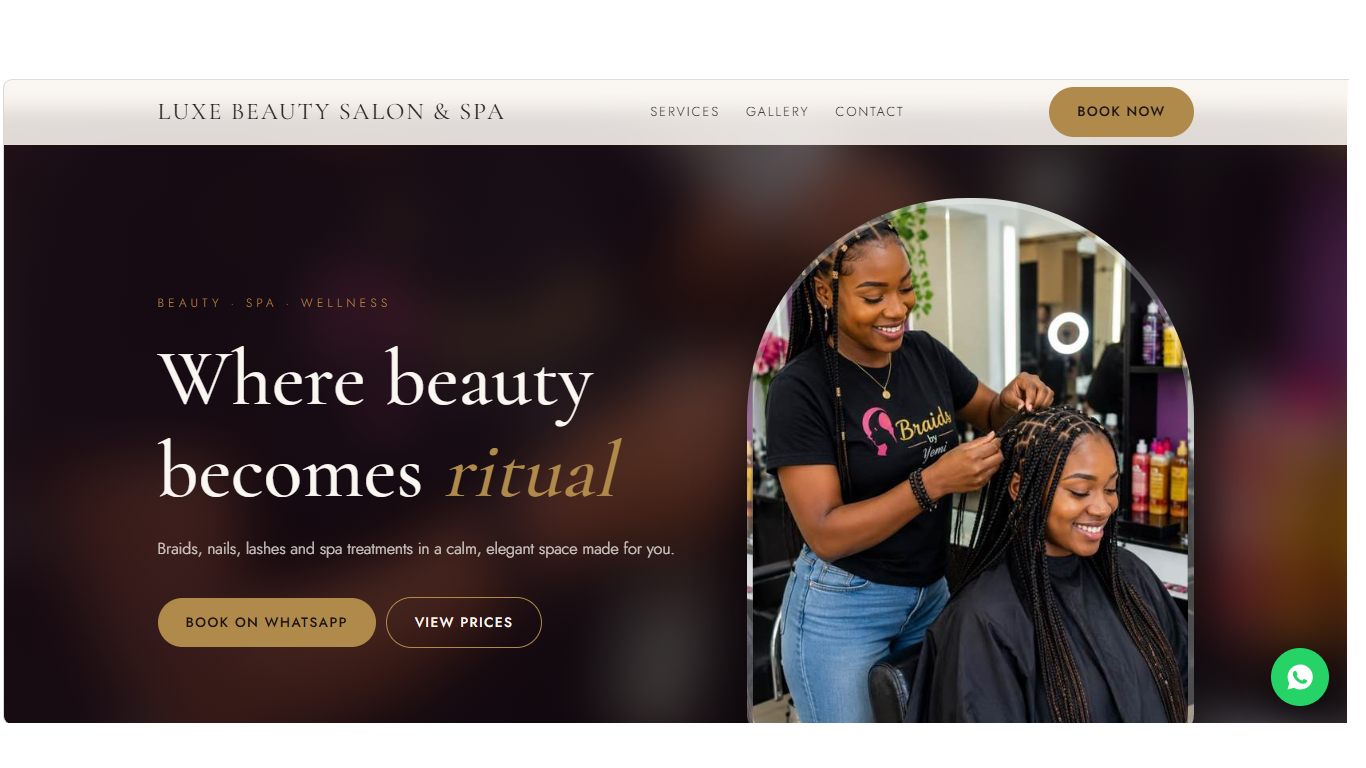 LUXE BEAUTY SALON & SPA
SERVICES GALLERY CONTACT
BOOK NOW
BEAUTY · SPA · WELLNESS
Where beauty
becomes ritual
Braids, nails, lashes and spa treatments in a calm, elegant space made for you.
BOOK ON WHATSAPP
VIEW PRICES
Braids
by
Yemi